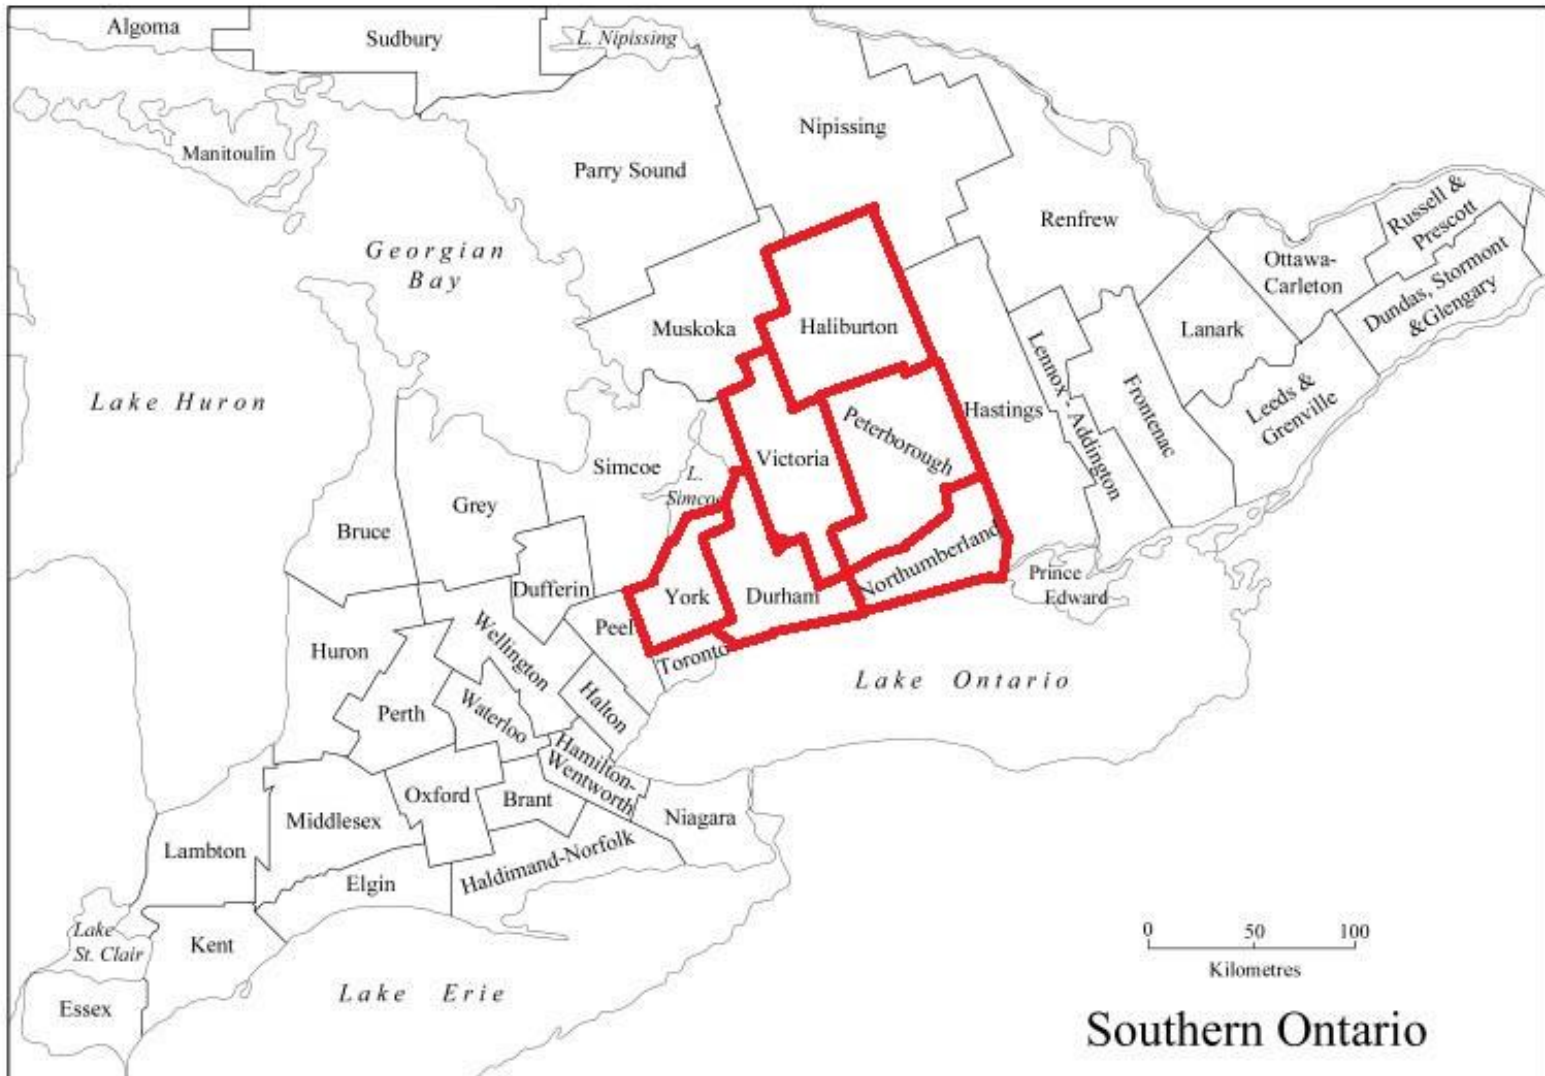 Algoma
Sudbury
L. Nipissing
Nipissing
Manitoulin
Parry Sound
Renfrew
Russell &
Prescott
Georgian
Bay
Ottawa-
Carleton
Dundas, Stormont
&Glengary
Muskoka
Haliburton
Lanark
Lake Huron
Hastings
Lennox - Addington
Frontenac
Leeds &
Grenville
Peterborough
Victoria
Simcoe
L.
Simcoe
Grey
Bruce
Northumberland
Prince
Edward
Dufferin
York
Durham
Peel
Huron
Wellington
Toronto
Lake Ontario
Perth
Waterloo
Halton
Hamilton-
Wentworth
Oxford
Brant
Niagara
Middlesex
Lambton
Haldimand-Norfolk
Elgin
Lake
St. Clair
Kent
Lake Erie
Essex
0 50 100
Kilometres
Southern Ontario